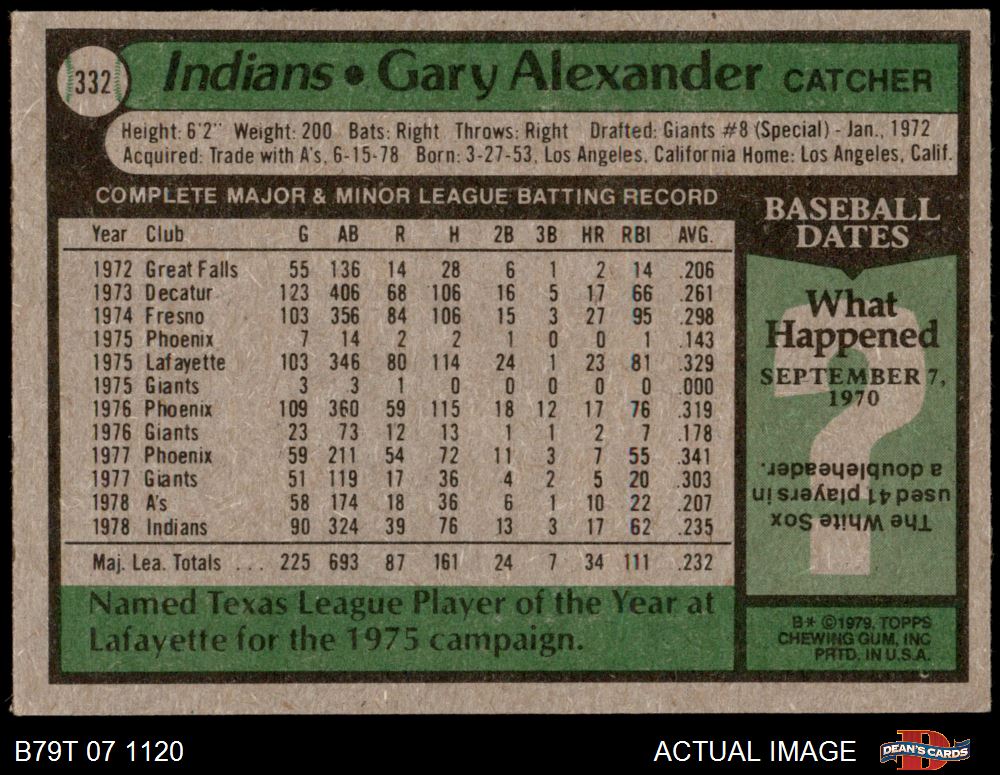 332
Indians • Gary Alexander CATCHER
Height: 6'2" Weight: 200 Bats: Right Throws: Right Drafted: Giants #8 (Special) - Jan., 1972
Acquired: Trade with A's, 6-15-78 Born: 3-27-53, Los Angeles, California Home: Los Angeles, Calif.
COMPLETE MAJOR & MINOR LEAGUE BATTING RECORD
Year Club G AB R H 2B 3B HR RBI AVG.
1972 Great Falls 55 136 14 28 6 1 2 14 .206
1973 Decatur 123 406 68 106 16 5 17 66 .261
1974 Fresno 103 356 84 106 15 3 27 95 .298
1975 Phoenix 7 14 2 2 1 0 0 1 .143
1975 Lafayette 103 346 80 114 24 1 23 81 .329
1975 Giants 3 3 1 0 0 0 0 0 .000
1976 Phoenix 109 360 59 115 18 12 17 76 .319
1976 Giants 23 73 12 13 1 1 2 7 .178
1977 Phoenix 59 211 54 72 11 3 7 55 .341
1977 Giants 51 119 17 36 4 2 5 20 .303
1978 A's 58 174 18 36 6 1 10 22 .207
1978 Indians 90 324 39 76 13 3 17 62 .235
Maj. Lea. Totals ... 225 693 87 161 24 7 34 111 .232
Named Texas League Player of the Year at
Lafayette for the 1975 campaign.
BASEBALL
DATES
What
Happened
SEPTEMBER 7,
1970
?
The White Sox
used 41 players in
a doubleheader.
B* ©1979, TOPPS
CHEWING GUM, INC
PRTD. IN U.S.A.
B79T 07 1120
ACTUAL IMAGE
DEAN'S CARDS